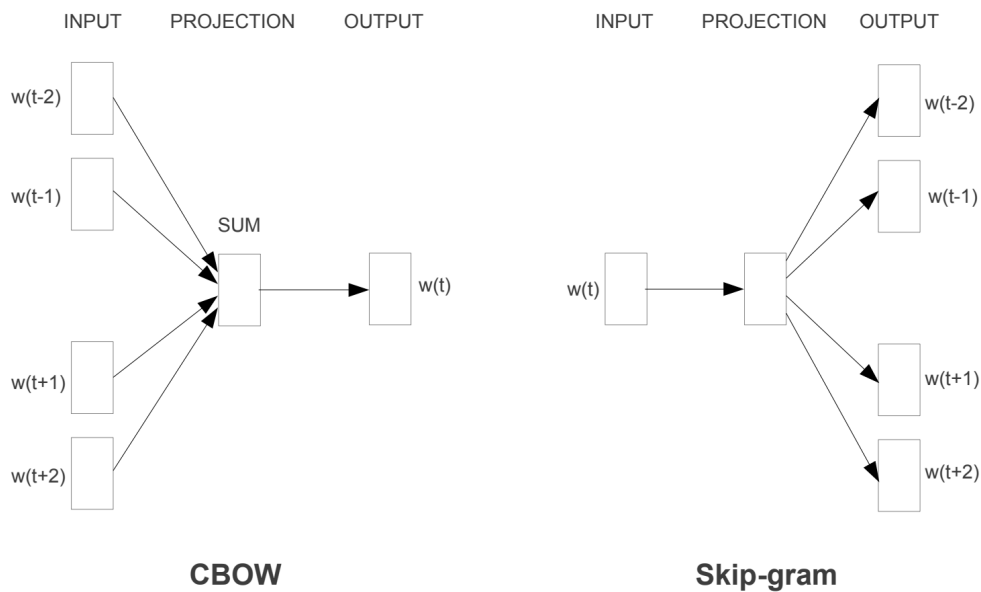 INPUT PROJECTION OUTPUT
w(t-2)
w(t-1)
SUM
w(t)
w(t+1)
w(t+2)
CBOW
INPUT PROJECTION OUTPUT
w(t-2)
w(t-1)
w(t)
w(t+1)
w(t+2)
Skip-gram